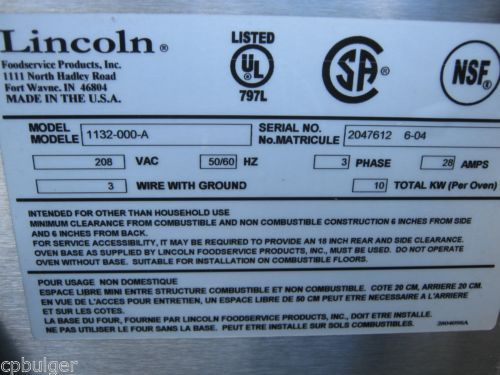 Lincoln®
Foodservice Products, Inc.
1111 North Hadley Road
Fort Wayne. IN 46804
MADE IN THE U.S.A.
LISTED
UL
®
797L
SA
®
NSF®
MODEL
MODELE 1132-000-A
SERIAL NO.
No.MATRICULE 2047612 6-04
208 VAC 50/60 HZ 3 PHASE 28 AMPS
3 WIRE WITH GROUND 10 TOTAL KW (Per Oven)
INTENDED FOR OTHER THAN HOUSEHOLD USE
MINIMUM CLEARANCE FROM COMBUSTIBLE AND NON COMBUSTIBLE CONSTRUCTION 6 INCHES FROM SIDE
AND 6 INCHES FROM BACK.
FOR SERVICE ACCESSIBILITY, IT MAY BE REQUIRED TO PROVIDE AN 18 INCH REAR AND SIDE CLEARANCE.
OVEN BASE AS SUPPLIED BY LINCOLN FOODSERVICE PRODUCTS, INC., MUST BE USED. DO NOT OPERATE
OVEN WITHOUT BASE. SUITABLE FOR INSTALLATION ON COMBUSTIBLE FLOORS.
POUR USAGE NON DOMESTIQUE
ESPACE LIBRE MINI ENTRE STRUCTURE COMBUSTIBLE ET NON COMBUSTIBLE. COTE 20 CM, ARRIERE 20 CM.
EN VUE DE L'ACCES POUR ENTRETIEN, UN ESPACE LIBRE DE 50 CM PEUT ETRE NECESSAIRE A L'ARRIERE
ET SUR LES COTES.
LA BASE DU FOUR, FOURNIE PAR LINCOLN FOODSERVICE PRODUCTS, INC., DOIT ETRE INSTALLE.
NE PAS UTILISER SANS LA BASE. PEUT ETRE INSTALLE SUR SOLS COMBUSTIBLES.
cpbulger